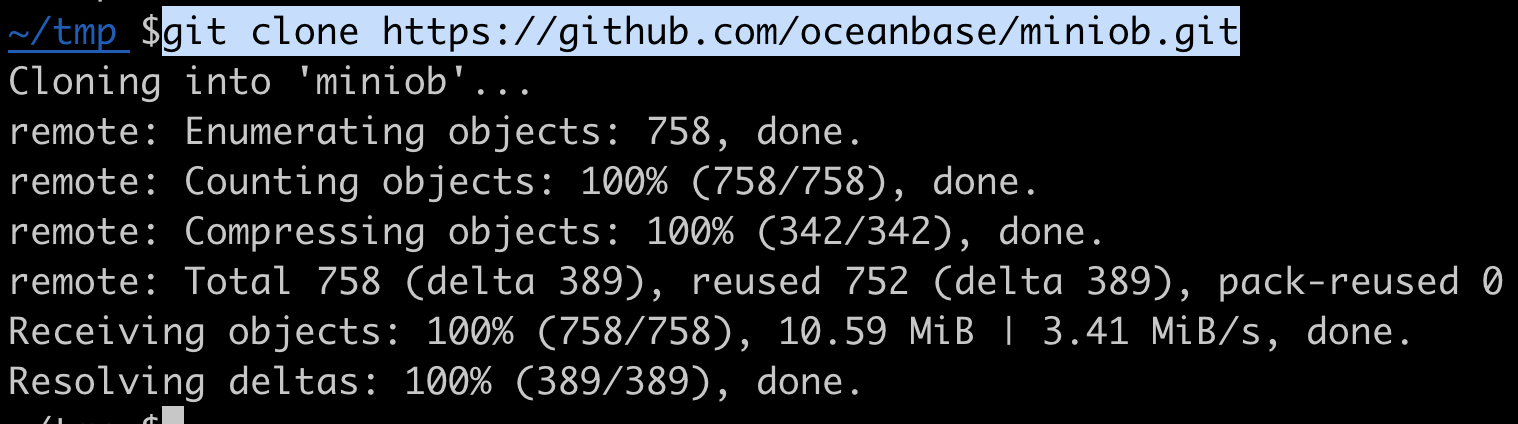 ~/tmp $git clone https://github.com/oceanbase/miniob.git
Cloning into 'miniob'...
remote: Enumerating objects: 758, done.
remote: Counting objects: 100% (758/758), done.
remote: Compressing objects: 100% (342/342), done.
remote: Total 758 (delta 389), reused 752 (delta 389), pack-reused 0
Receiving objects: 100% (758/758), 10.59 MiB | 3.41 MiB/s, done.
Resolving deltas: 100% (389/389), done.
~/tmp $